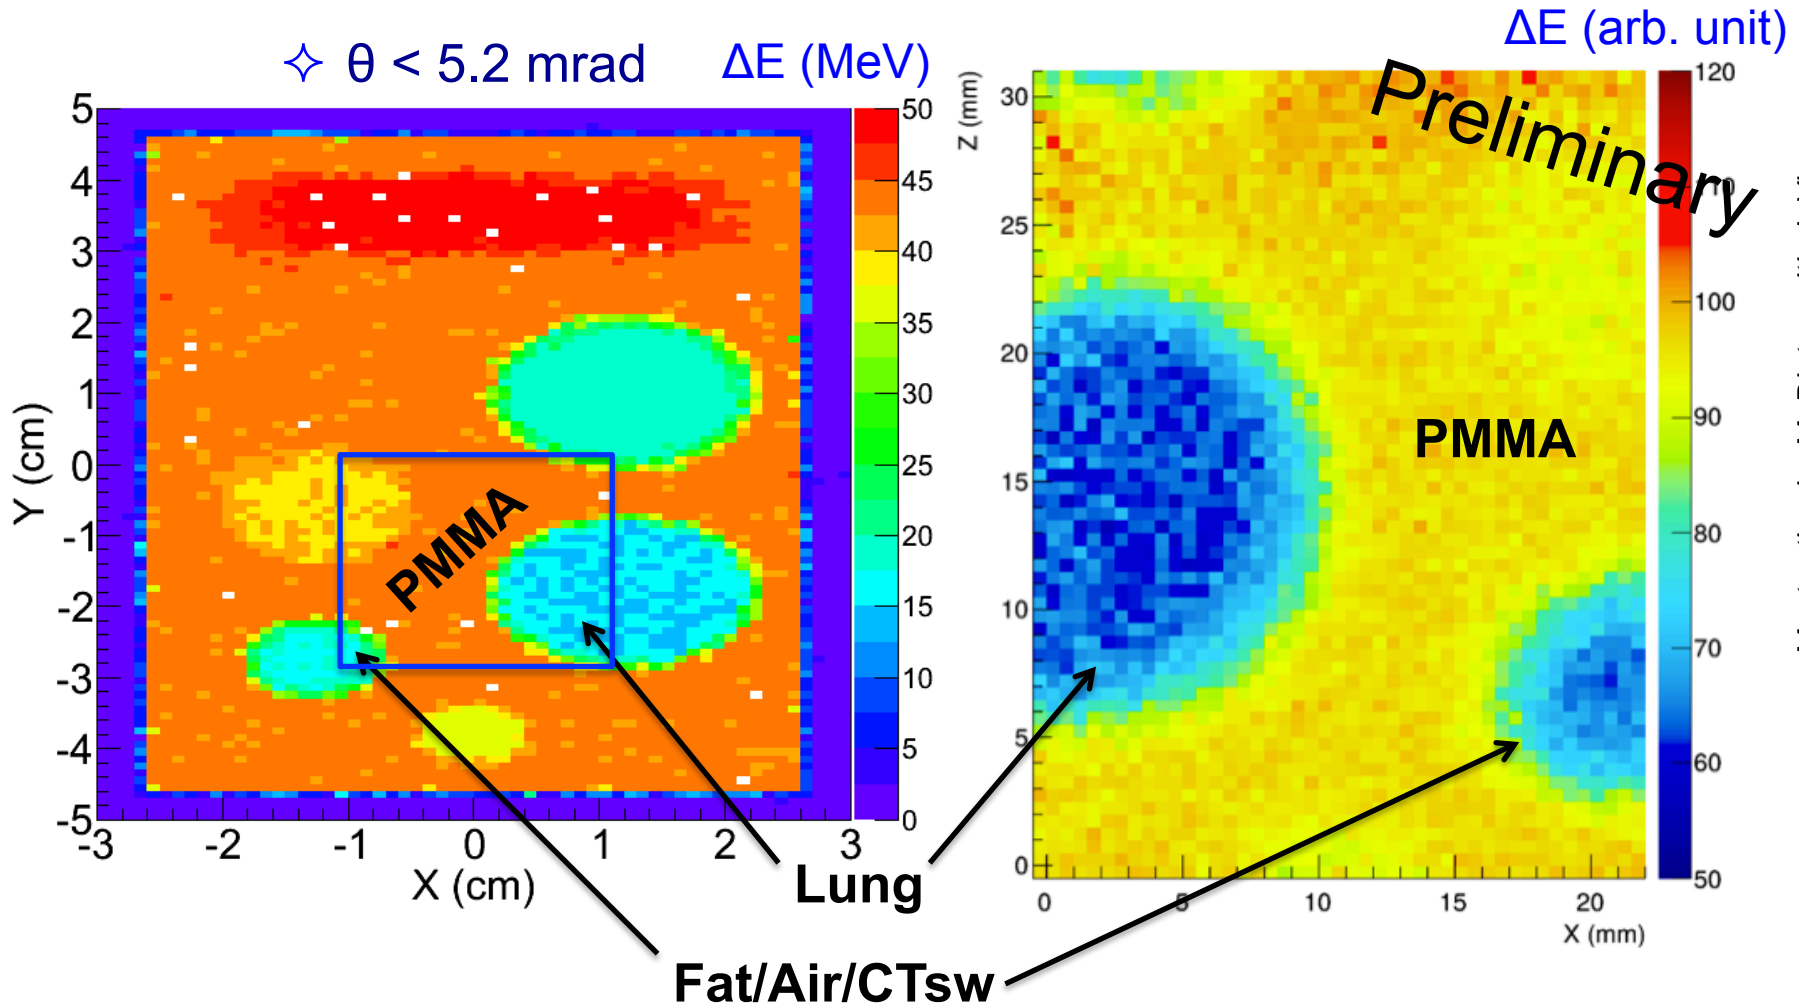 ✧ θ < 5.2 mrad
ΔE (MeV)
5
4
3
2
1
0
-1
-2
-3
-4
-5
Y (cm)
-3 -2 -1 0 1 2 3
X (cm)
50
45
40
35
30
25
20
15
10
5
0
PMMA
ΔE (arb. unit)
Preliminary
Z (mm)
30
25
20
15
10
5
0
0 5 10 15 20
X (mm)
PMMA
120
100
90
80
70
60
50
Lung
Fat/Air/CTsw